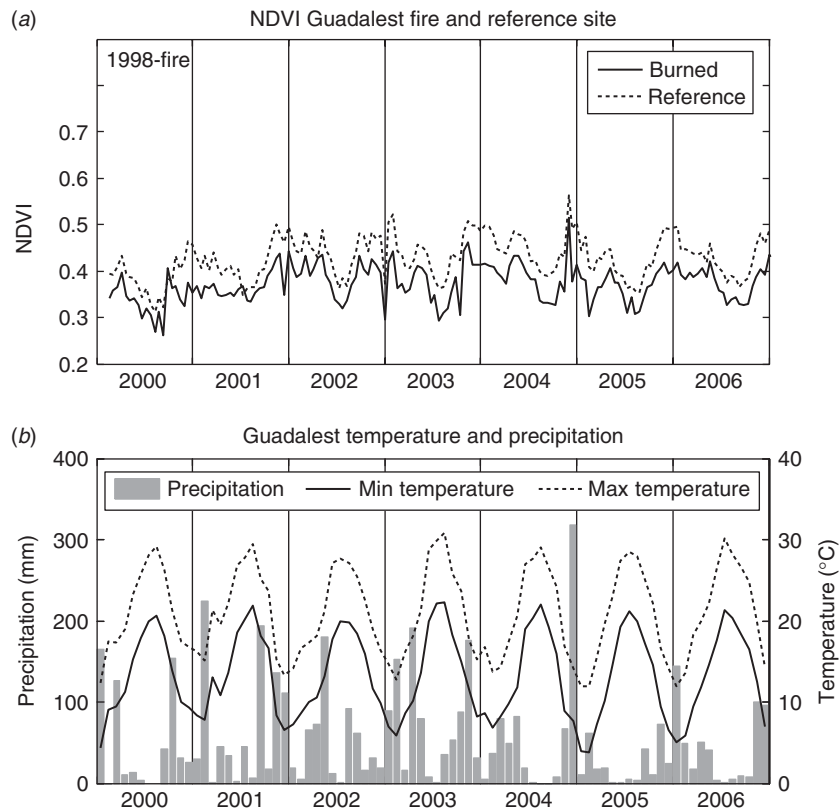 (a) NDVI Guadalest fire and reference site
1998-fire
Burned
Reference
NDVI
0.7
0.6
0.5
0.4
0.3
0.2
2000 2001 2002 2003 2004 2005 2006
(b) Guadalest temperature and precipitation
Precipitation Min temperature Max temperature
Precipitation (mm)
400
300
200
100
0
40
30
20
10
0
Temperature (°C)
2000 2001 2002 2003 2004 2005 2006